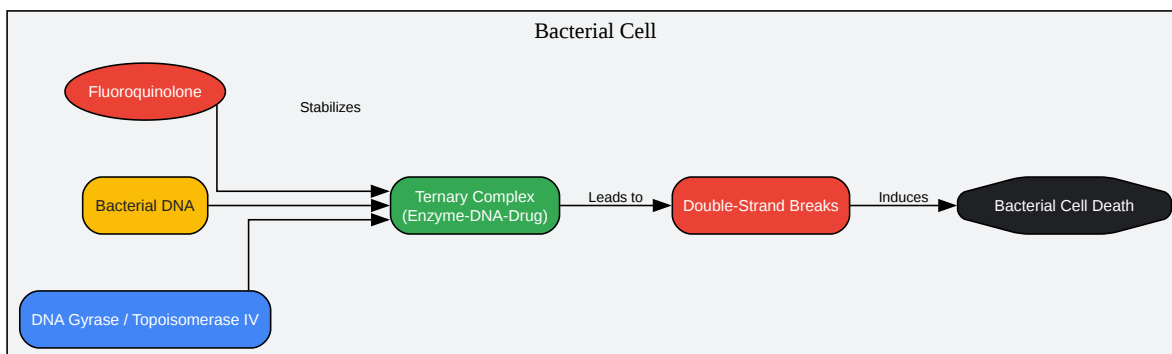 Bacterial Cell
Fluoroquinolone
Stabilizes
Bacterial DNA
Ternary Complex
(Enzyme-DNA-Drug)
Leads to
Double-Strand Breaks
Induces
Bacterial Cell Death
DNA Gyrase / Topoisomerase IV